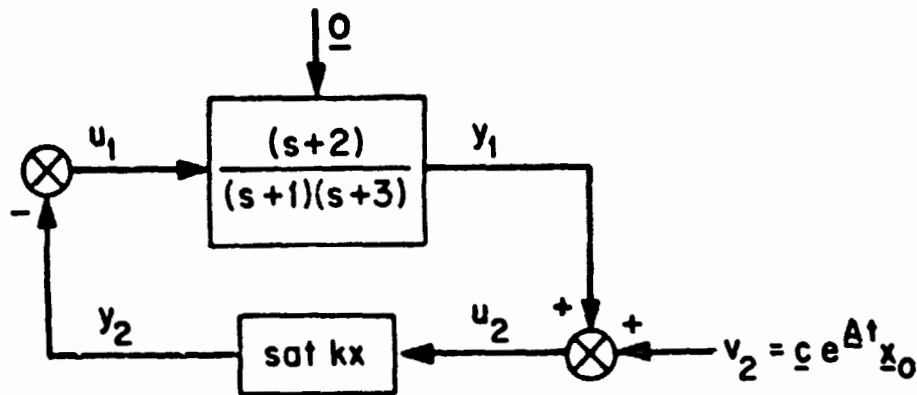 0
u₁
(s+2)
(s+1)(s+3)
y₁
-
+
+
y₂
sat kx
u₂
v₂ = c e^{At} x₀